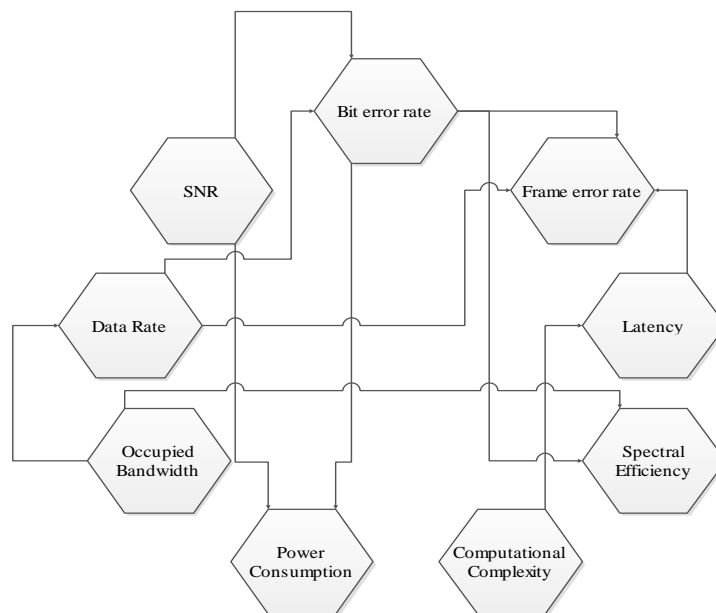 Bit error rate
SNR
Frame error rate
Data Rate
Latency
Occupied
Bandwidth
Spectral
Efficiency
Power
Consumption
Computational
Complexity